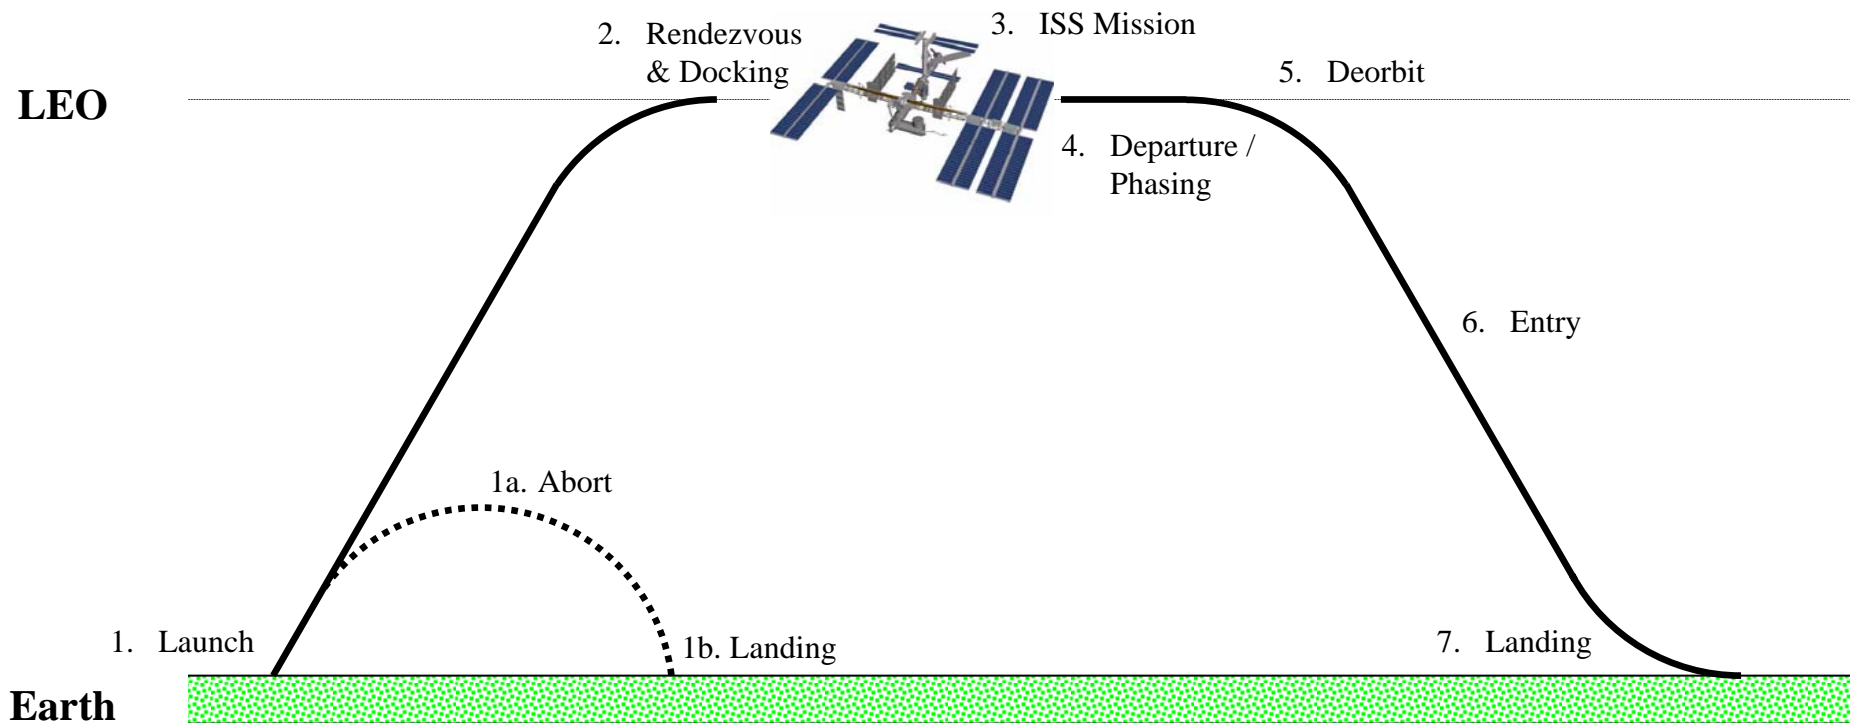 2. Rendezvous
& Docking
3. ISS Mission
LEO
5. Deorbit
4. Departure /
Phasing
6. Entry
1a. Abort
1. Launch
1b. Landing
7. Landing
Earth